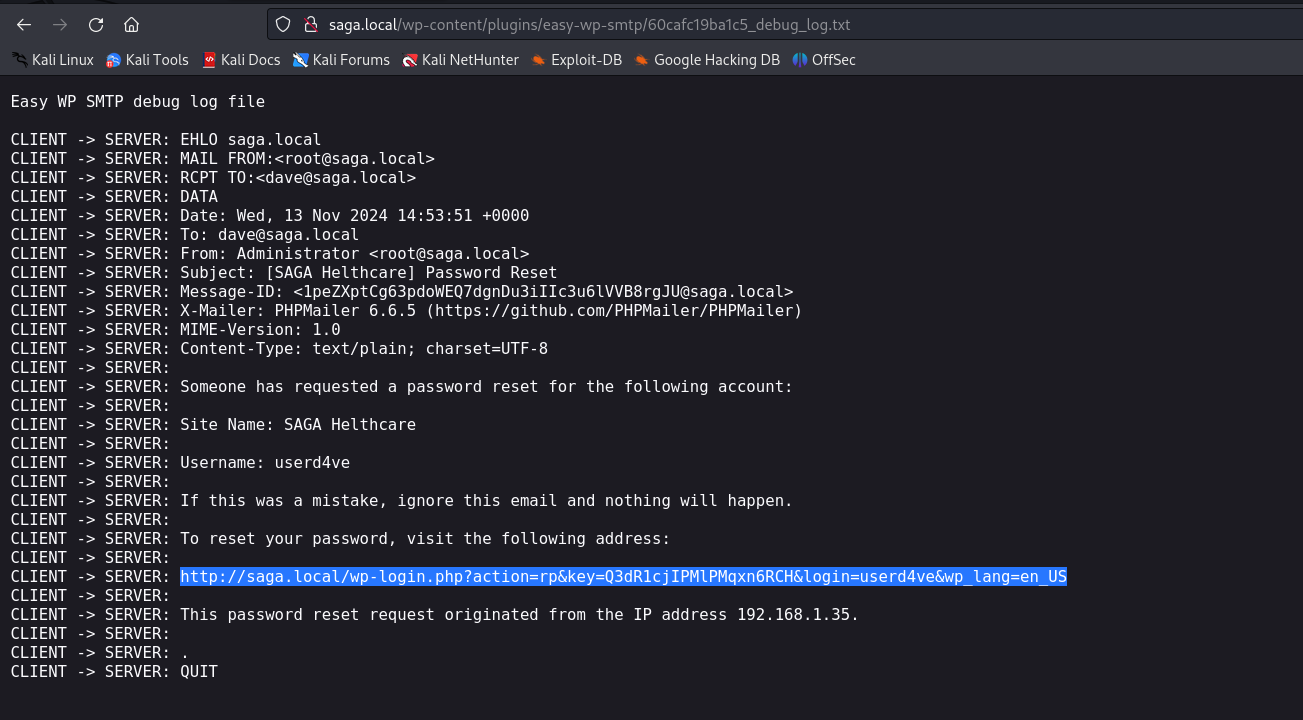 saga.local/wp-content/plugins/easy-wp-smtp/60cafc19ba1c5_debug_log.txt
Kali Linux Kali Tools Kali Docs Kali Forums Kali NetHunter Exploit-DB Google Hacking DB OffSec
Easy WP SMTP debug log file
CLIENT -> SERVER: EHLO saga.local
CLIENT -> SERVER: MAIL FROM:<root@saga.local>
CLIENT -> SERVER: RCPT TO:<dave@saga.local>
CLIENT -> SERVER: DATA
CLIENT -> SERVER: Date: Wed, 13 Nov 2024 14:53:51 +0000
CLIENT -> SERVER: To: dave@saga.local
CLIENT -> SERVER: From: Administrator <root@saga.local>
CLIENT -> SERVER: Subject: [SAGA Helthcare] Password Reset
CLIENT -> SERVER: Message-ID: <1peZXptCg63pdoWEQ7dgnDu3iIIc3u6lVVB8rgJU@saga.local>
CLIENT -> SERVER: X-Mailer: PHPMailer 6.6.5 (https://github.com/PHPMailer/PHPMailer)
CLIENT -> SERVER: MIME-Version: 1.0
CLIENT -> SERVER: Content-Type: text/plain; charset=UTF-8
CLIENT -> SERVER:
CLIENT -> SERVER: Someone has requested a password reset for the following account:
CLIENT -> SERVER:
CLIENT -> SERVER: Site Name: SAGA Helthcare
CLIENT -> SERVER:
CLIENT -> SERVER: Username: userd4ve
CLIENT -> SERVER:
CLIENT -> SERVER: If this was a mistake, ignore this email and nothing will happen.
CLIENT -> SERVER:
CLIENT -> SERVER: To reset your password, visit the following address:
CLIENT -> SERVER:
CLIENT -> SERVER: http://saga.local/wp-login.php?action=rp&key=Q3dR1cjIPMlPMqxn6RCH&login=userd4ve&wp_lang=en_US
CLIENT -> SERVER:
CLIENT -> SERVER: This password reset request originated from the IP address 192.168.1.35.
CLIENT -> SERVER:
CLIENT -> SERVER: .
CLIENT -> SERVER: QUIT